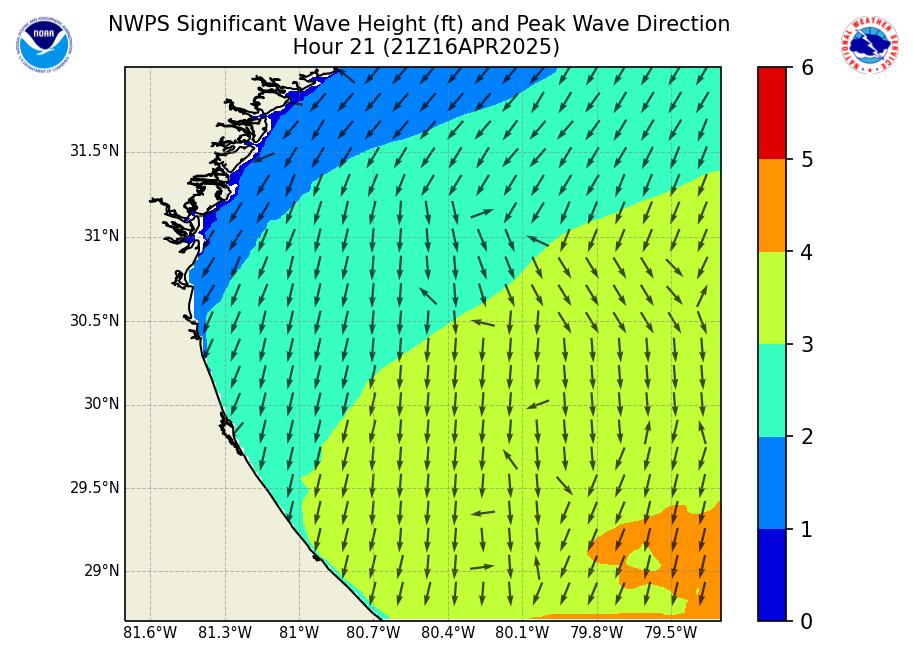 NWPS Significant Wave Height (ft) and Peak Wave Direction
Hour 21 (21Z16APR2025)
NOAA
NATIONAL WEATHER SERVICE
31.5°N
31°N
30.5°N
30°N
29.5°N
29°N
81.6°W 81.3°W 81°W 80.7°W 80.4°W 80.1°W 79.8°W 79.5°W
6
5
4
3
2
1
0